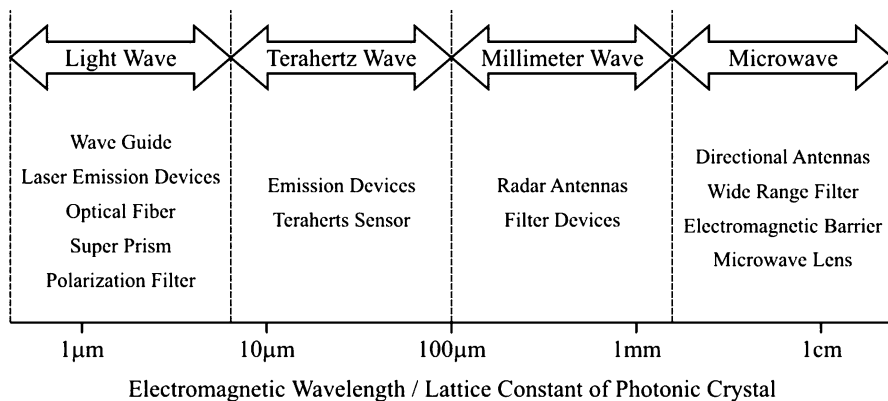 Light Wave
Terahertz Wave
Millimeter Wave
Microwave
Wave Guide
Laser Emission Devices
Optical Fiber
Super Prism
Polarization Filter
Emission Devices
Teraherts Sensor
Radar Antennas
Filter Devices
Directional Antennas
Wide Range Filter
Electromagnetic Barrier
Microwave Lens
1μm
10μm
100μm
1mm
1cm
Electromagnetic Wavelength / Lattice Constant of Photonic Crystal